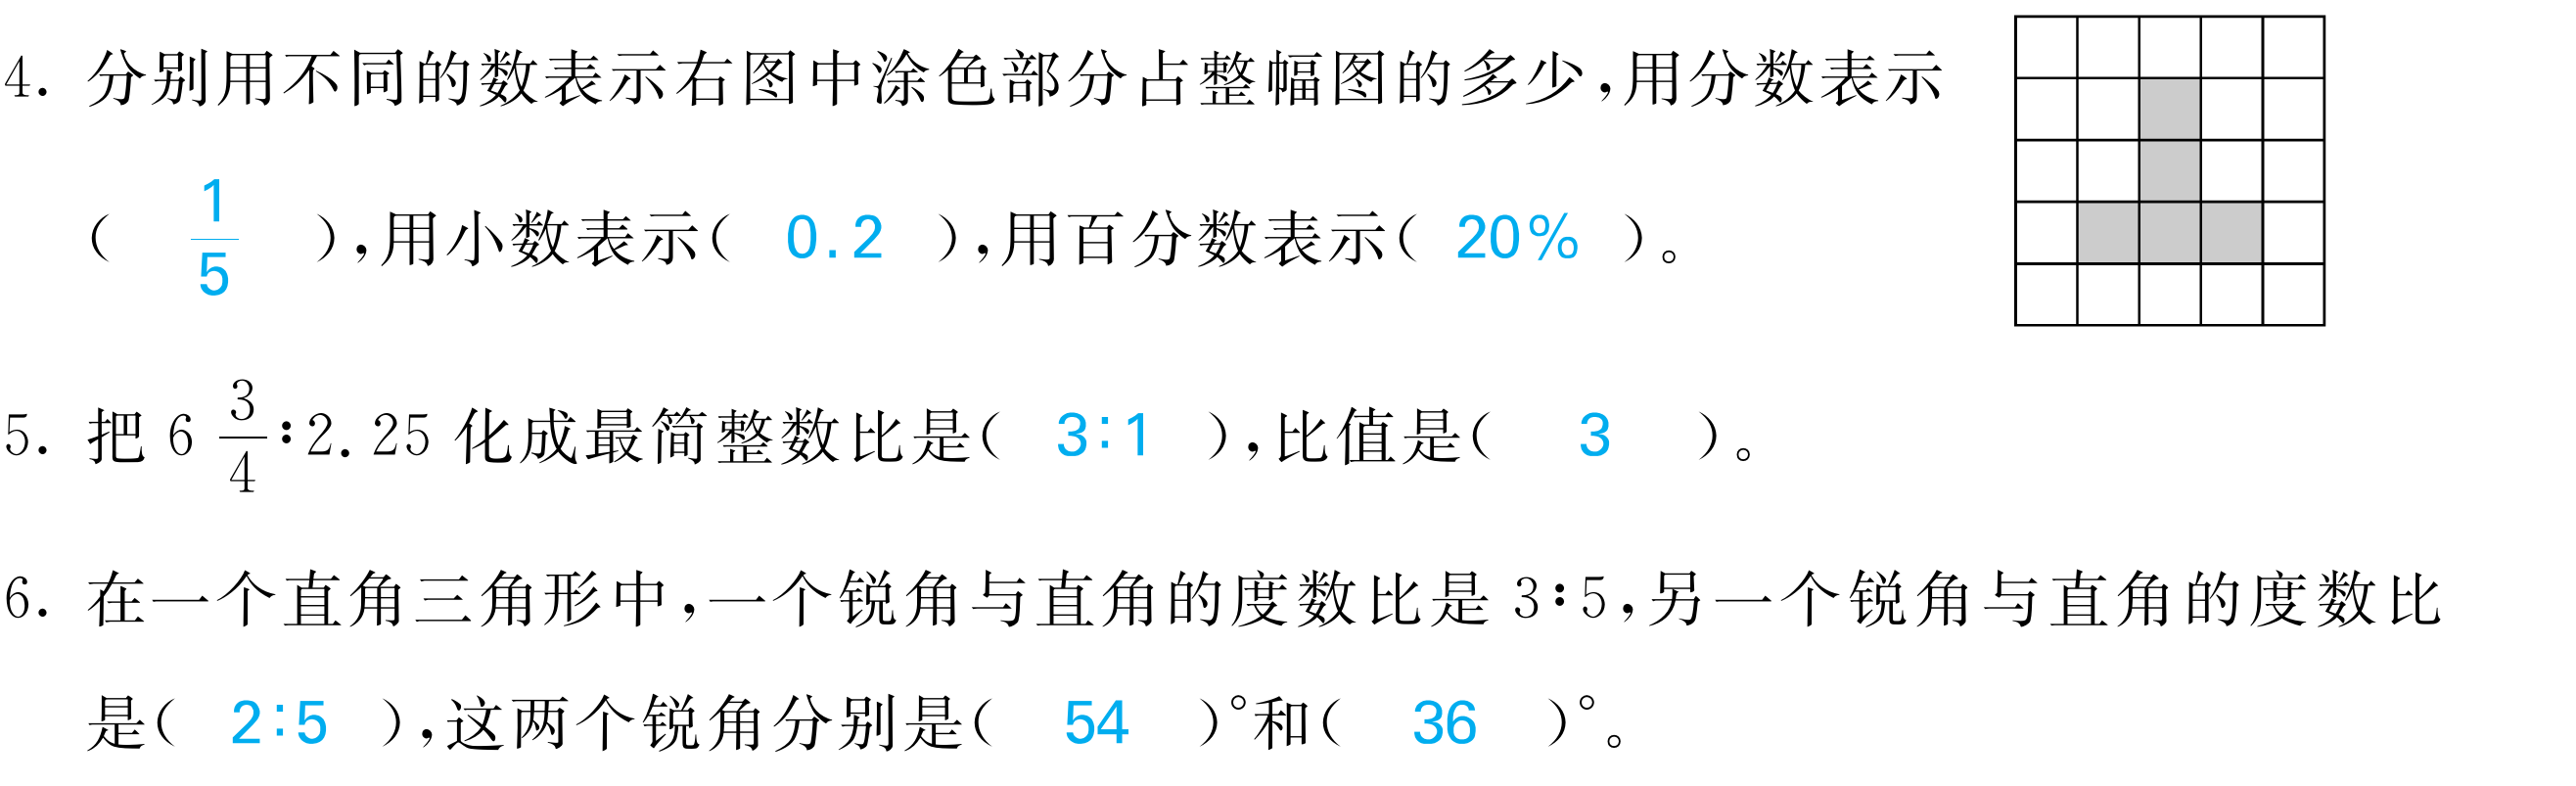 4. 分别用不同的数表示右图中涂色部分占整幅图的多少,用分数表示
( 1/5 ),用小数表示( 0.2 ),用百分数表示( 20% )。
5. 把 6 3/4∶2.25 化成最简整数比是( 3∶1 ),比值是( 3 )。
6. 在一个直角三角形中,一个锐角与直角的度数比是 3∶5,另一个锐角与直角的度数比
是( 2∶5 ),这两个锐角分别是( 54 )°和( 36 )°。